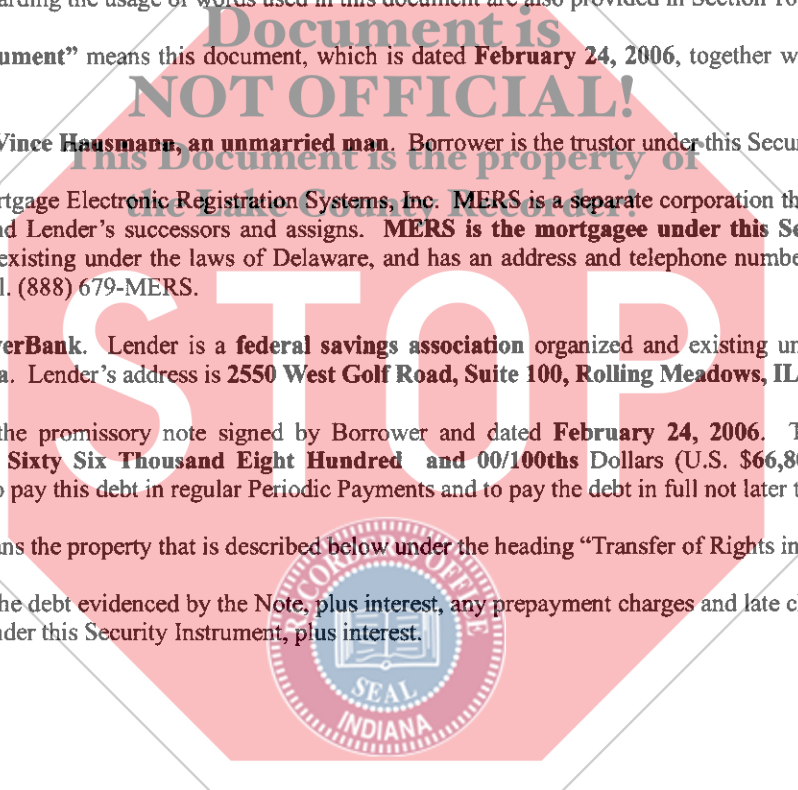 arding the usage of words used in this document are also provided in Section 16
Document is
ument” means this document, which is dated February 24, 2006, together w
NOT OFFICIAL!
Vince Hausmann, an unmarried man. Borrower is the trustor under this Secu
This Document is the property of
rtgage Electronic Registration Systems, Inc. MERS is a separate corporation th
the Lake County Recorder!
nd Lender’s successors and assigns. MERS is the mortgagee under this Se
existing under the laws of Delaware, and has an address and telephone numbe
l. (888) 679-MERS.
STOP
verBank. Lender is a federal savings association organized and existing un
a. Lender’s address is 2550 West Golf Road, Suite 100, Rolling Meadows, IL
the promissory note signed by Borrower and dated February 24, 2006. T
Sixty Six Thousand Eight Hundred and 00/100ths Dollars (U.S. $66,80
o pay this debt in regular Periodic Payments and to pay the debt in full not later t
ans the property that is described below under the heading “Transfer of Rights in
he debt evidenced by the Note, plus interest, any prepayment charges and late c
nder this Security Instrument, plus interest.
RECORDER'S OFFICE
SEAL
INDIANA